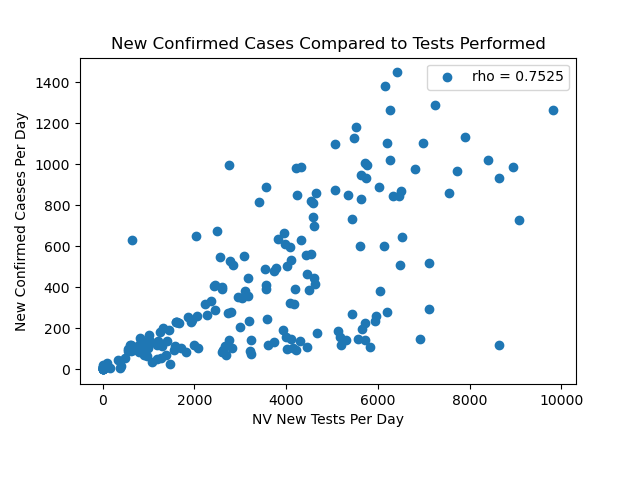 New Confirmed Cases Compared to Tests Performed
rho = 0.7525
New Confirmed Caeses Per Day
1400
1200
1000
800
600
400
200
0
0 2000 4000 6000 8000 10000
NV New Tests Per Day